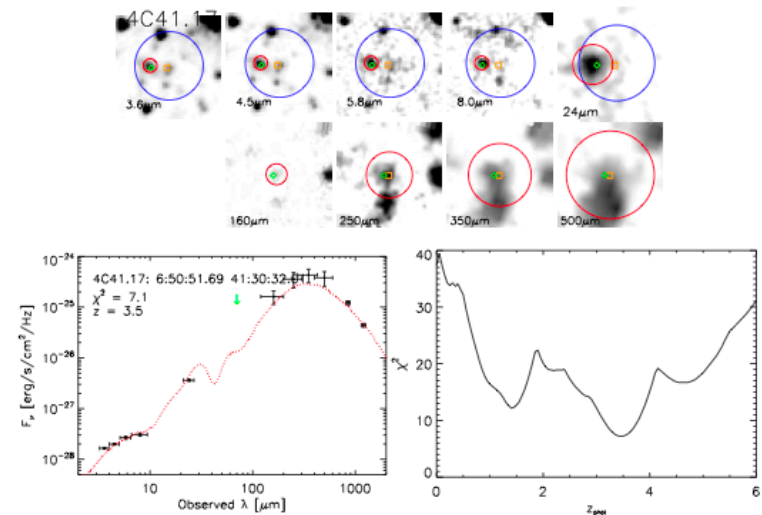 4C41.17
3.6μm
4.5μm
5.8μm
8.0μm
24μm
160μm
250μm
350μm
500μm
4C41.17: 6:50:51.69 41:30:32
χ² = 7.1
z = 3.5
F_ν [erg/s/cm²/Hz]
10⁻²⁴
10⁻²⁵
10⁻²⁶
10⁻²⁷
10⁻²⁸
10 100 1000
Observed λ [μm]
χ²
40
30
20
10
0
0 2 4 6
z_phot